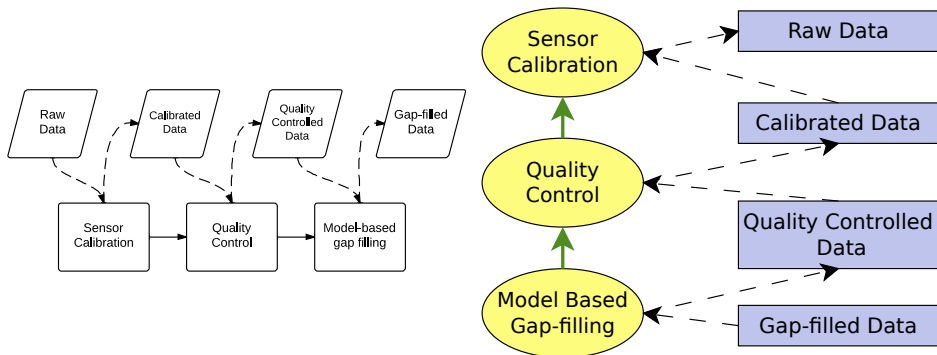 Raw
Data
Calibrated
Data
Quality
Controlled
Data
Gap-filled
Data
Sensor
Calibration
Quality
Control
Model-based
gap filling
Sensor
Calibration
Raw Data
Calibrated Data
Quality
Control
Quality Controlled
Data
Model Based
Gap-filling
Gap-filled Data